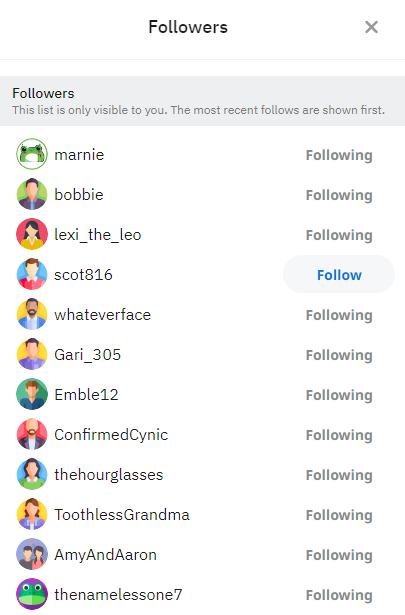 Followers
Followers
This list is only visible to you. The most recent follows are shown first.
marnie Following
bobbie Following
lexi_the_leo Following
scot816 Follow
whateverface Following
Gari_305 Following
Emble12 Following
ConfirmedCynic Following
thehourglasses Following
ToothlessGrandma Following
AmyAndAaron Following
thenamelessone7 Following